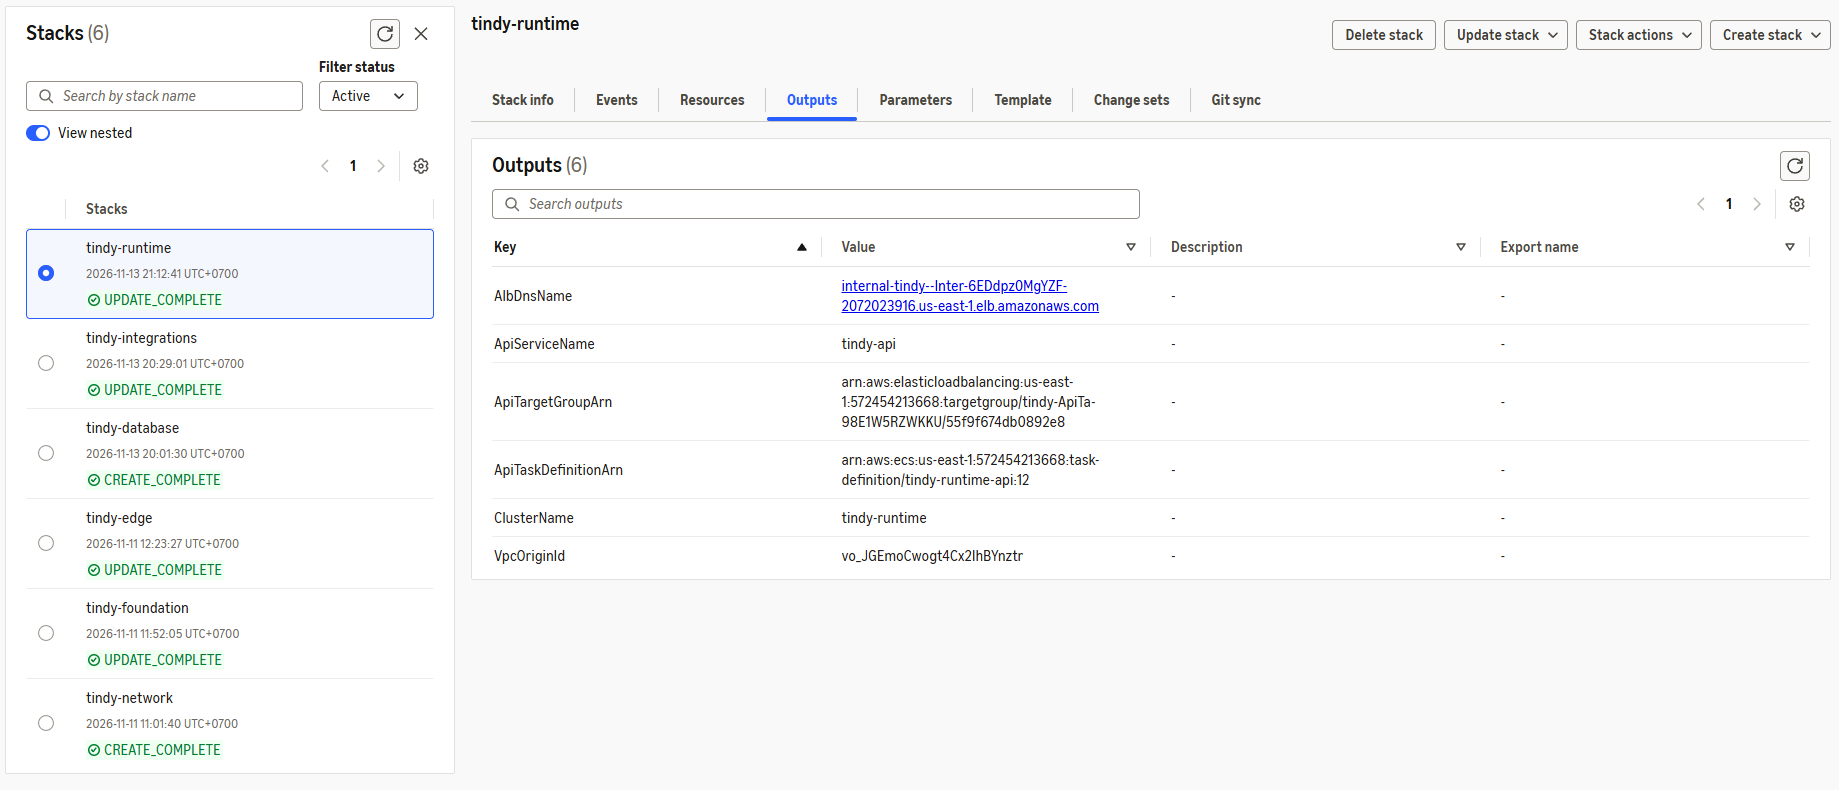 Stacks (6)
Filter status
Search by stack name
Active
View nested
1
Stacks
tindy-runtime
2026-11-13 21:12:41 UTC+0700
UPDATE_COMPLETE
tindy-integrations
2026-11-13 20:29:01 UTC+0700
UPDATE_COMPLETE
tindy-database
2026-11-13 20:01:30 UTC+0700
CREATE_COMPLETE
tindy-edge
2026-11-11 12:23:27 UTC+0700
UPDATE_COMPLETE
tindy-foundation
2026-11-11 11:52:05 UTC+0700
UPDATE_COMPLETE
tindy-network
2026-11-11 11:01:40 UTC+0700
CREATE_COMPLETE
tindy-runtime
Delete stack Update stack Stack actions Create stack
Stack info Events Resources Outputs Parameters Template Change sets Git sync
Outputs (6)
Search outputs
1
Key Value Description Export name
AlbDnsName internal-tindy--Inter-6EDdpz0MgYZF-
2072023916.us-east-1.elb.amazonaws.com - -
ApiServiceName tindy-api - -
ApiTargetGroupArn arn:aws:elasticloadbalancing:us-east-
1:572454213668:targetgroup/tindy-ApiTa-
98E1W5RZWKKU/55f9f674db0892e8 - -
ApiTaskDefinitionArn arn:aws:ecs:us-east-1:572454213668:task-
definition/tindy-runtime-api:12 - -
ClusterName tindy-runtime - -
VpcOriginId vo_JGEmoCwogt4Cx2IhBYnztr - -